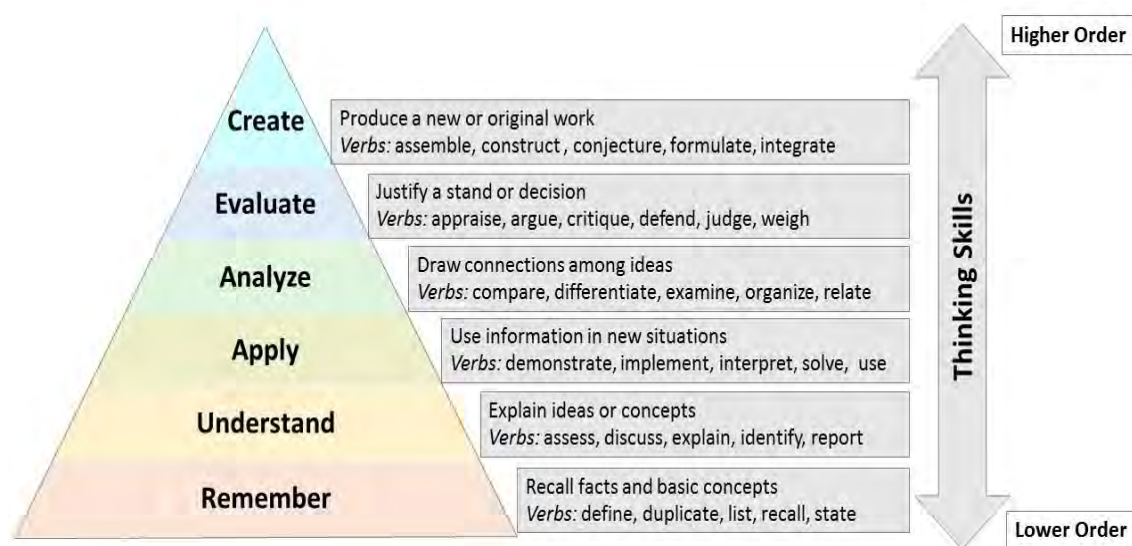 Higher Order
Create
Produce a new or original work
Verbs: assemble, construct , conjecture, formulate, integrate
Evaluate
Justify a stand or decision
Verbs: appraise, argue, critique, defend, judge, weigh
Analyze
Draw connections among ideas
Verbs: compare, differentiate, examine, organize, relate
Apply
Use information in new situations
Verbs: demonstrate, implement, interpret, solve, use
Understand
Explain ideas or concepts
Verbs: assess, discuss, explain, identify, report
Remember
Recall facts and basic concepts
Verbs: define, duplicate, list, recall, state
Thinking Skills
Lower Order